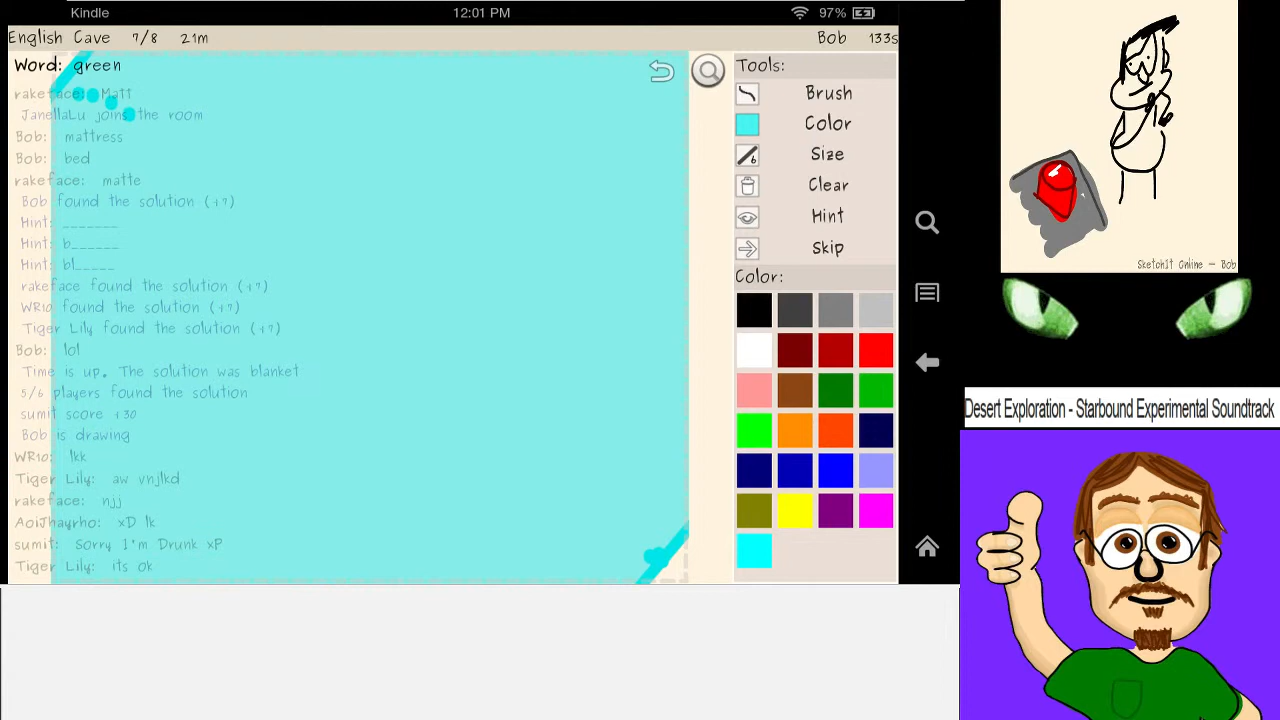 Kindle
12:01 PM
97%
English Cave 7/8 21m
Bob 133s
Word: green
rakeface: Matt
JanellaLu joins the room
Bob: mattress
Bob: bed
rakeface: matte
Bob found the solution (+7)
Hint: _______
Hint: b______
Hint: bl_____
rakeface found the solution (+7)
WR10 found the solution (+7)
Tiger Lily found the solution (+7)
Bob: lol
Time is up. The solution was blanket
5/6 players found the solution
sumit score +30
Bob is drawing
WR10: lkk
Tiger Lily: aw vnjlkd
rakeface: njj
AoiJhayrho: xD lk
sumit: Sorry I'm Drunk xP
Tiger Lily: its ok
Tools:
Brush
Color
6
Size
Clear
Hint
Skip
Color:
SketchIt Online - Bob
Desert Exploration - Starbound Experimental Soundtrack